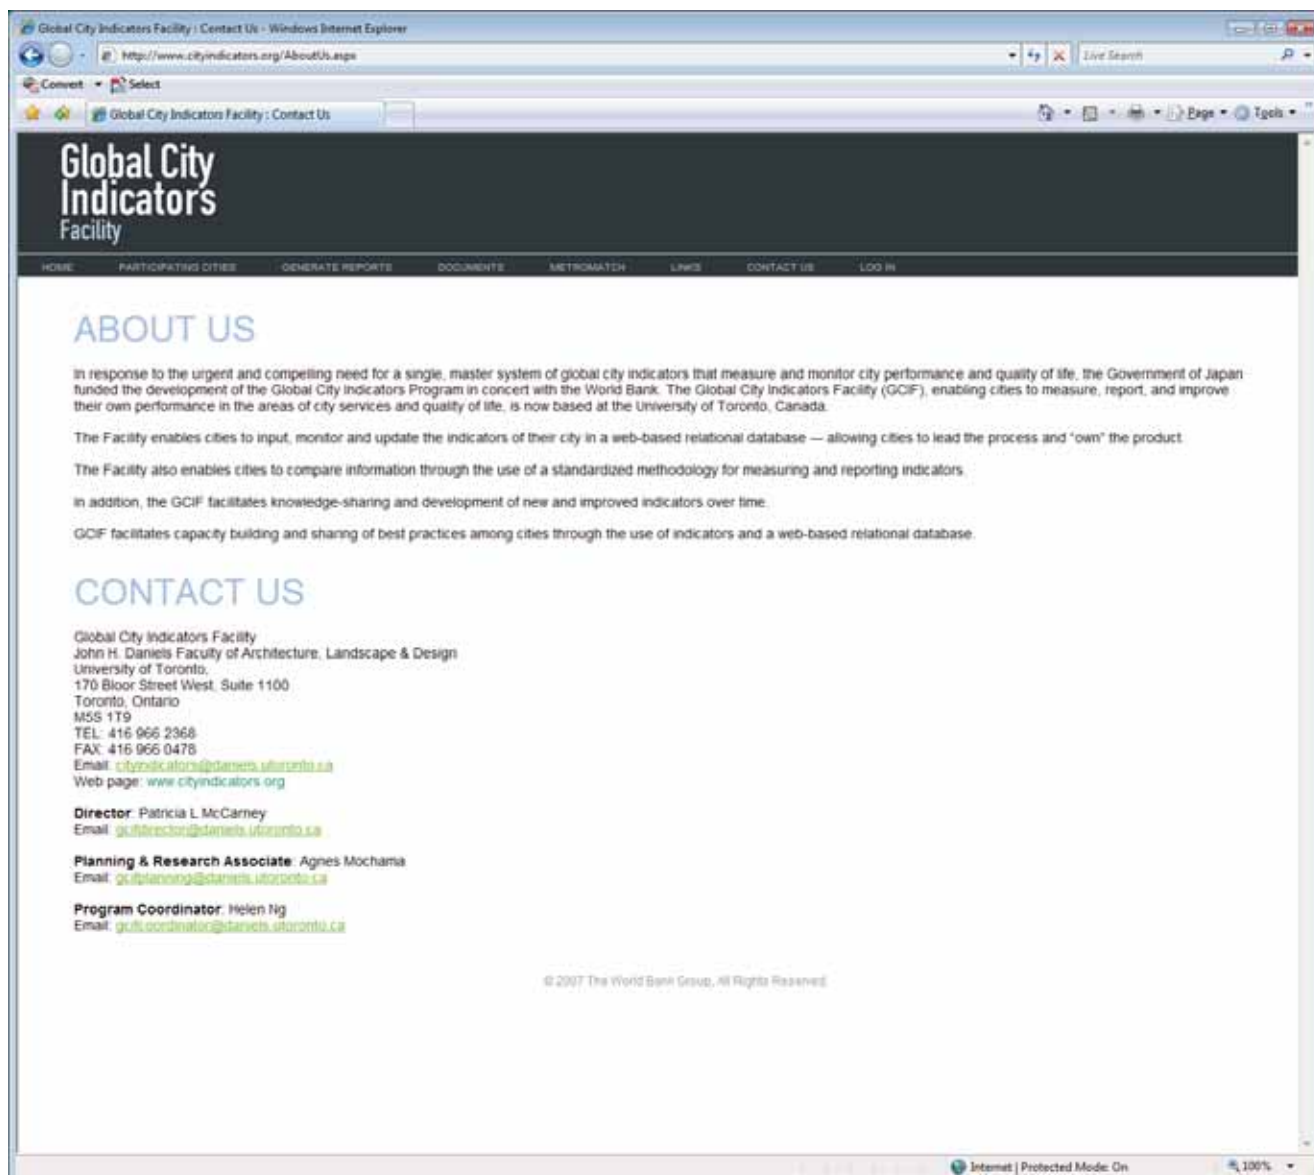 Global City Indicators Facility : Contact Us - Windows Internet Explorer
http://www.cityindicators.org/AboutUs.aspx
Live Search
Convert Select
Global City Indicators Facility : Contact Us
Page Tools
Global City
Indicators
Facility
HOME PARTICIPATING CITIES GENERATE REPORTS DOCUMENTS METROMATCH LINKS CONTACT US LOG IN
ABOUT US
In response to the urgent and compelling need for a single, master system of global city indicators that measure and monitor city performance and quality of life, the Government of Japan
funded the development of the Global City Indicators Program in concert with the World Bank. The Global City Indicators Facility (GCIF), enabling cities to measure, report, and improve
their own performance in the areas of city services and quality of life, is now based at the University of Toronto, Canada.
The Facility enables cities to input, monitor and update the indicators of their city in a web-based relational database — allowing cities to lead the process and "own" the product.
The Facility also enables cities to compare information through the use of a standardized methodology for measuring and reporting indicators.
In addition, the GCIF facilitates knowledge-sharing and development of new and improved indicators over time.
GCIF facilitates capacity building and sharing of best practices among cities through the use of indicators and a web-based relational database.
CONTACT US
Global City Indicators Facility
John H. Daniels Faculty of Architecture, Landscape & Design
University of Toronto,
170 Bloor Street West, Suite 1100
Toronto, Ontario
M5S 1T9
TEL: 416 966 2368
FAX: 416 966 0478
Email: cityindicators@daniels.utoronto.ca
Web page: www.cityindicators.org
Director: Patricia L McCarney
Email: gcifdirector@daniels.utoronto.ca
Planning & Research Associate: Agnes Mochama
Email: gcifplanning@daniels.utoronto.ca
Program Coordinator: Helen Ng
Email: gcifcoordinator@daniels.utoronto.ca
© 2007 The World Bank Group, All Rights Reserved.
Internet | Protected Mode: On 100%